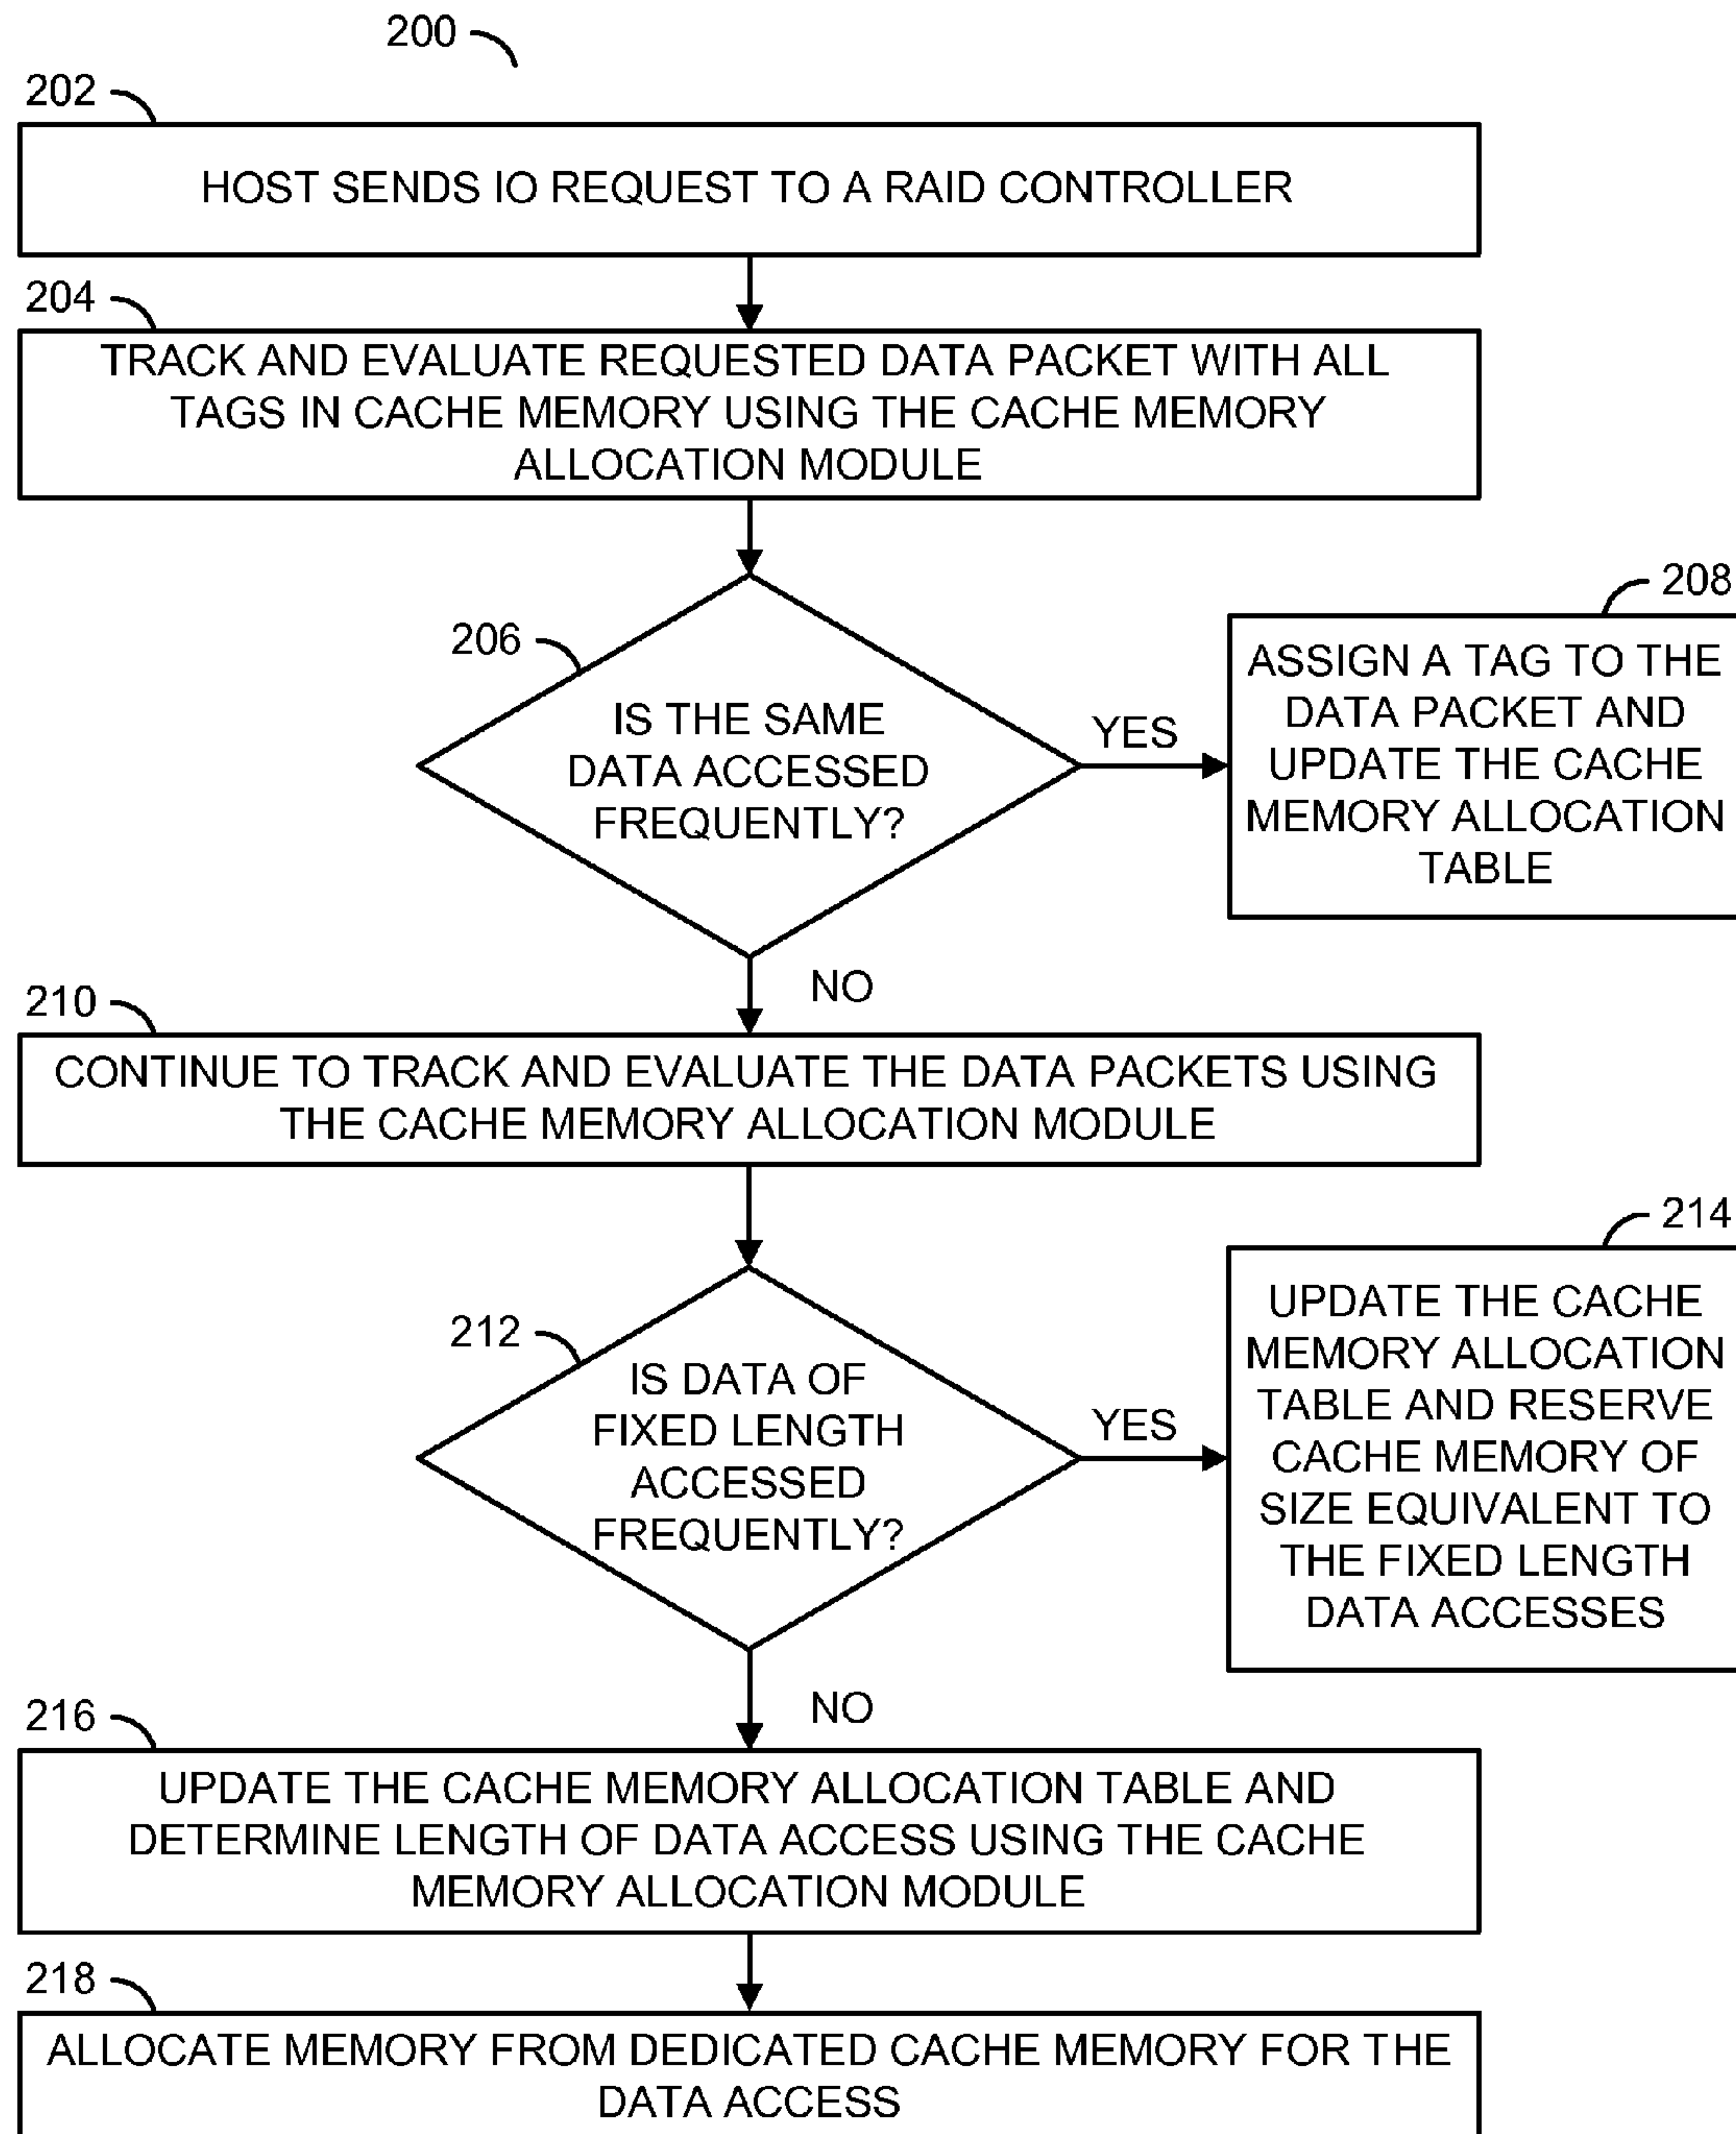 200
202
HOST SENDS IO REQUEST TO A RAID CONTROLLER
204
TRACK AND EVALUATE REQUESTED DATA PACKET WITH ALL
TAGS IN CACHE MEMORY USING THE CACHE MEMORY
ALLOCATION MODULE
206
IS THE SAME
DATA ACCESSED
FREQUENTLY?
YES
208
ASSIGN A TAG TO THE
DATA PACKET AND
UPDATE THE CACHE
MEMORY ALLOCATION
TABLE
NO
210
CONTINUE TO TRACK AND EVALUATE THE DATA PACKETS USING
THE CACHE MEMORY ALLOCATION MODULE
212
IS DATA OF
FIXED LENGTH
ACCESSED
FREQUENTLY?
YES
214
UPDATE THE CACHE
MEMORY ALLOCATION
TABLE AND RESERVE
CACHE MEMORY OF
SIZE EQUIVALENT TO
THE FIXED LENGTH
DATA ACCESSES
NO
216
UPDATE THE CACHE MEMORY ALLOCATION TABLE AND
DETERMINE LENGTH OF DATA ACCESS USING THE CACHE
MEMORY ALLOCATION MODULE
218
ALLOCATE MEMORY FROM DEDICATED CACHE MEMORY FOR THE
DATA ACCESS